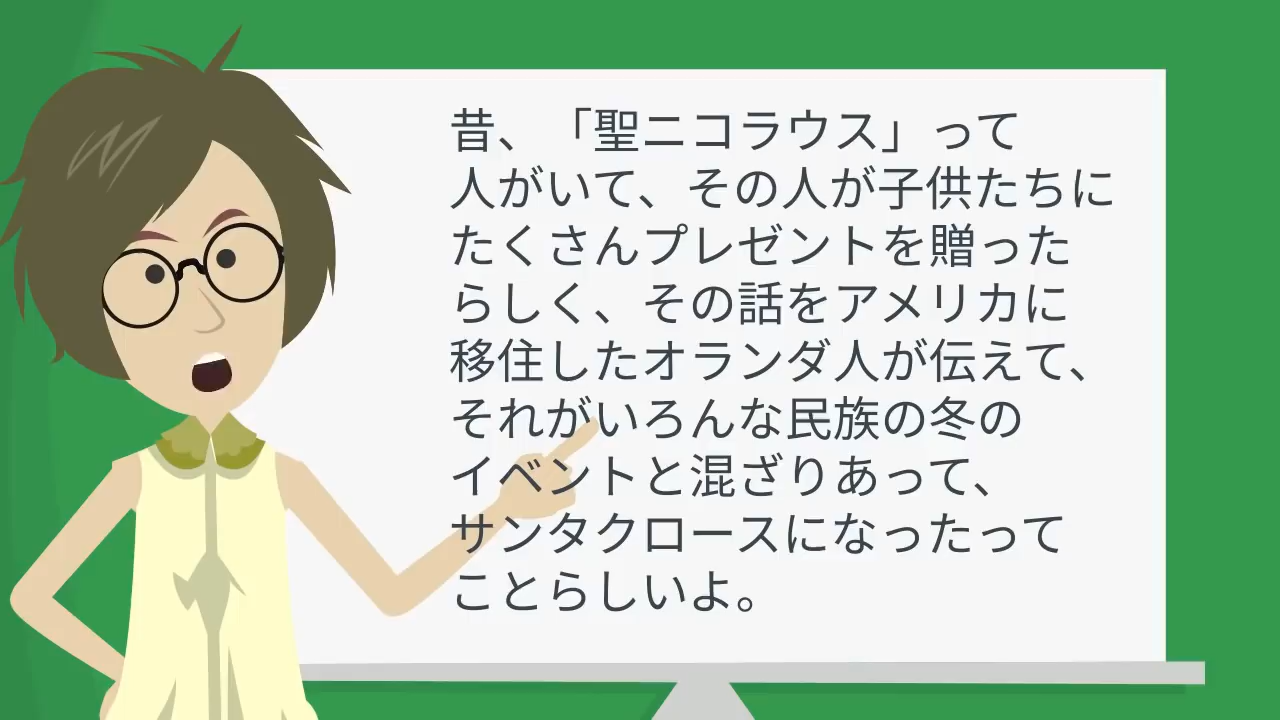 昔、「聖ニコラウス」って
人がいて、その人が子供たちに
たくさんプレゼントを贈った
らしく、その話をアメリカに
移住したオランダ人が伝えて、
それがいろんな民族の冬の
イベントと混ざりあって、
サンタクロースになったって
ことらしいよ。